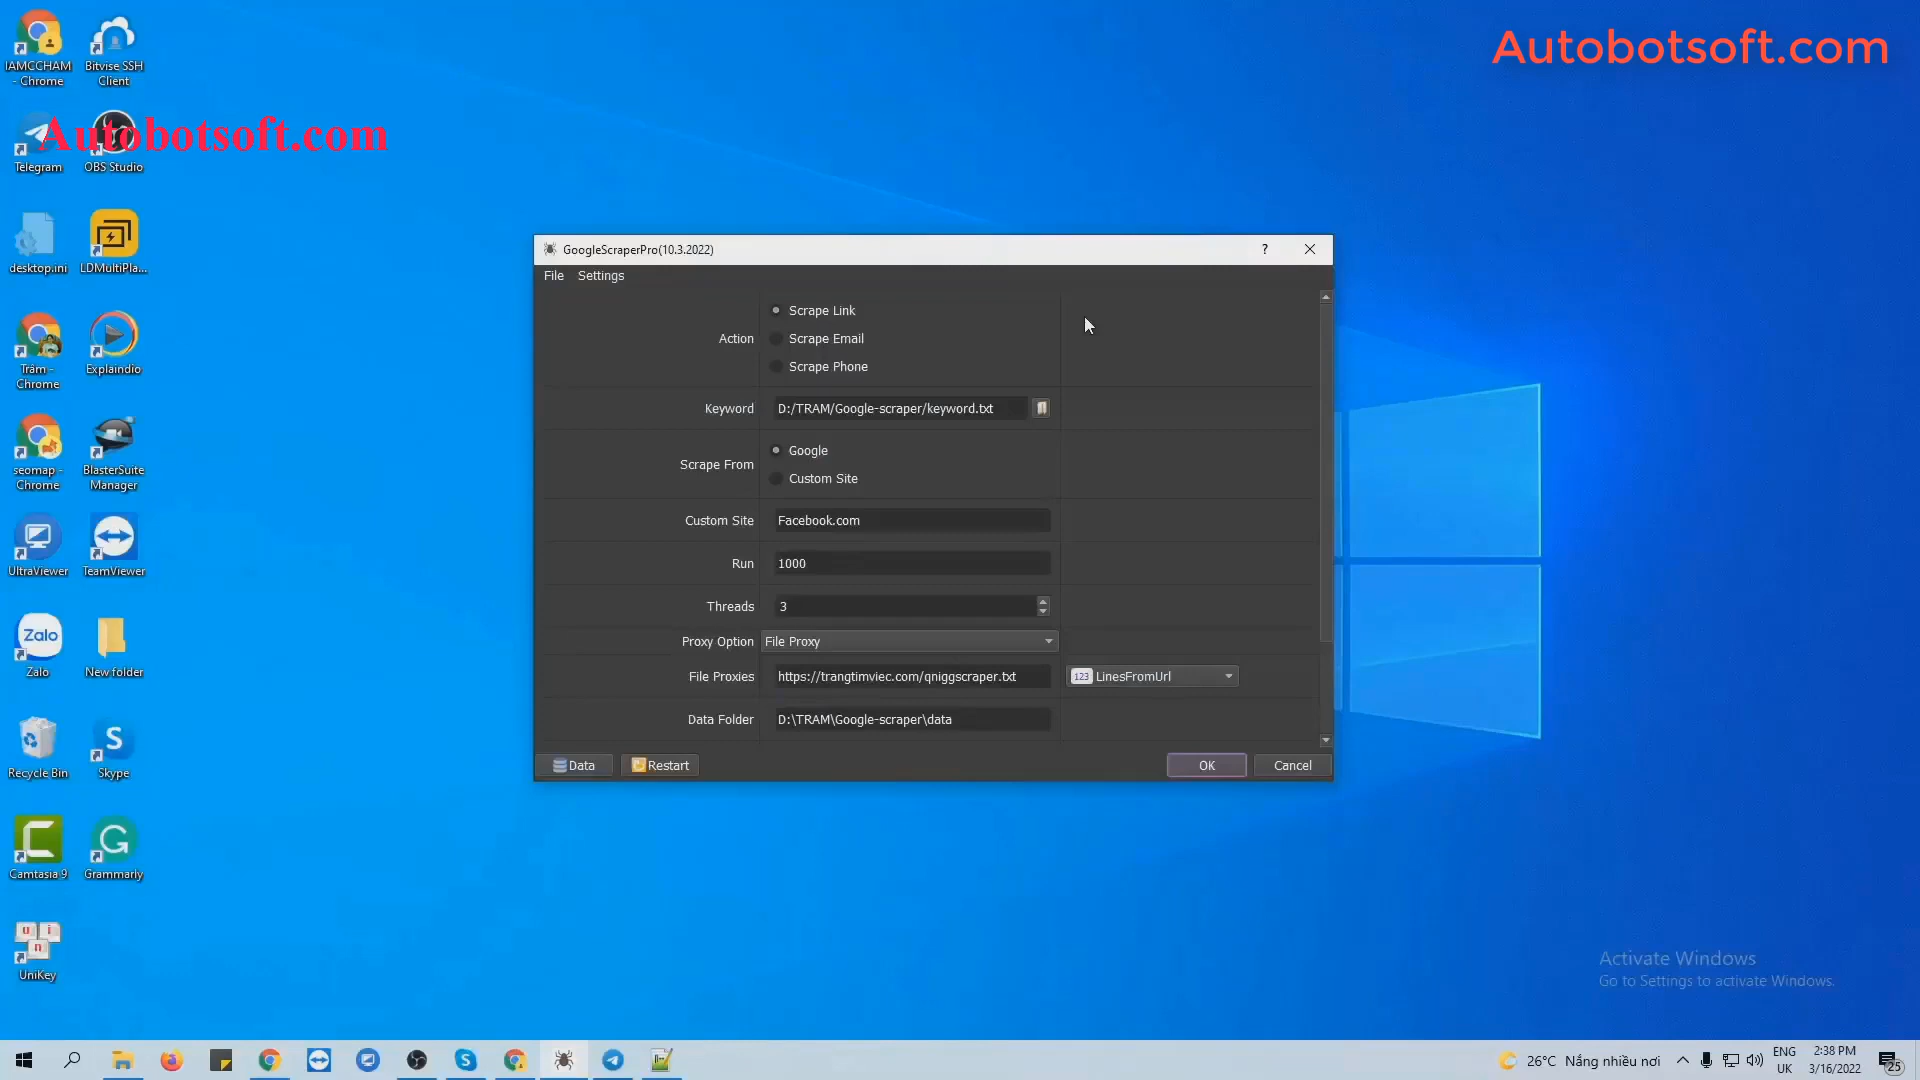 Autobotsoft.com
IAMCCHAM
- Chrome
Bitvise SSH
Client
Autobotsoft.com
Telegram
OBS Studio
desktop.ini
LDMultiPla...
Trâm -
Chrome
Explaindio
seomap -
Chrome
BlasterSuite
Manager
UltraViewer
TeamViewer
Zalo
Zalo
New folder
Recycle Bin
Skype
Camtasia 9
Grammarly
UniKey
GoogleScraperPro(10.3.2022)
?
File
Settings
Action
Scrape Link
Scrape Email
Scrape Phone
Keyword
D:/TRAM/Google-scraper/keyword.txt
Scrape From
Google
Custom Site
Custom Site
Facebook.com
Run
1000
Threads
3
Proxy Option
File Proxy
File Proxies
https://trangtimviec.com/qniggscraper.txt
123 LinesFromUrl
Data Folder
D:\TRAM\Google-scraper\data
Data
Restart
OK
Cancel
Activate Windows
Go to Settings to activate Windows.
26°C Nắng nhiều nơi
ENG
UK
2:38 PM
3/16/2022
25